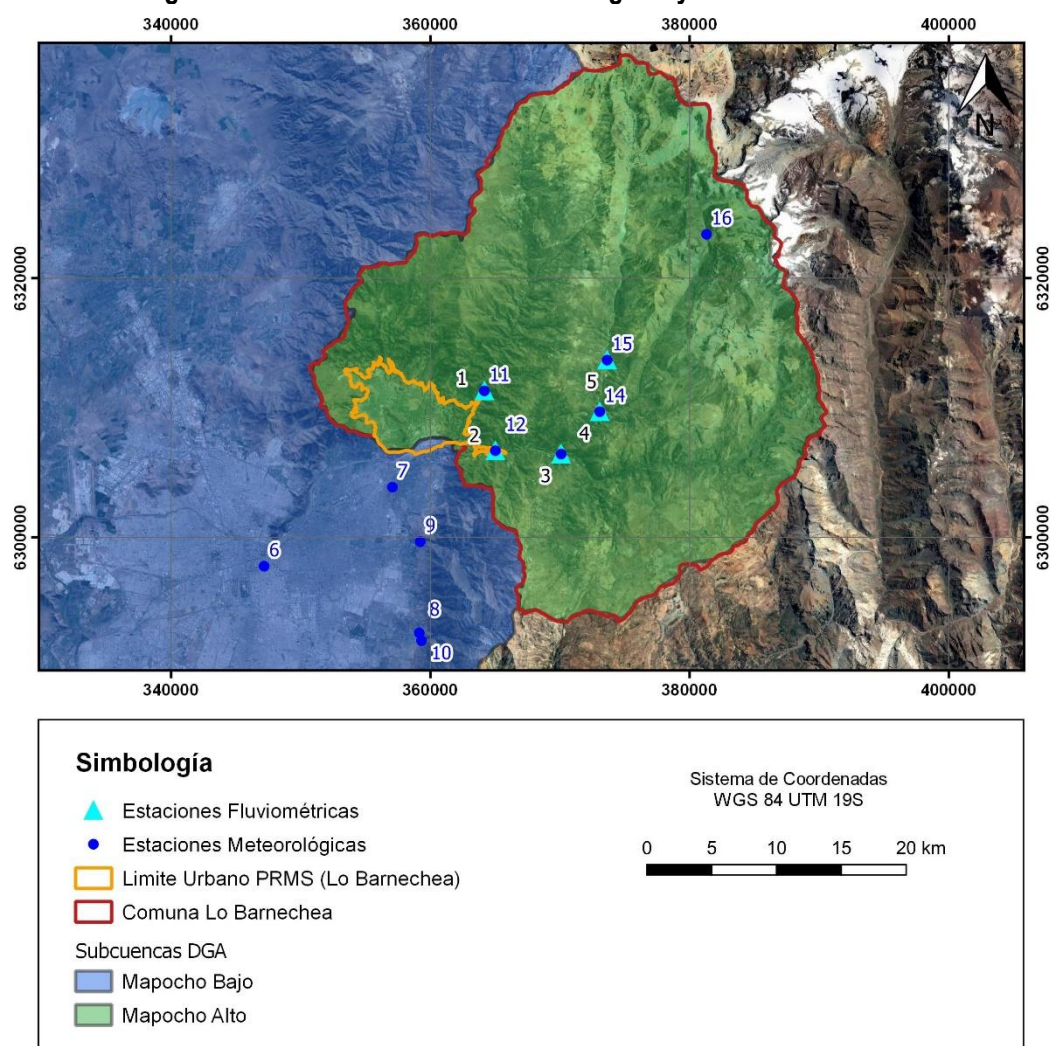 340000 360000 380000 400000
N
16
6320000 6320000
15
1 11
5
14
2 12
4
3
7
9
6300000 6300000
6
8
10
340000 360000 380000 400000
Simbología
Sistema de Coordenadas
WGS 84 UTM 19S
Estaciones Fluviométricas
Estaciones Meteorológicas
0 5 10 15 20 km
Limite Urbano PRMS (Lo Barnechea)
Comuna Lo Barnechea
Subcuencas DGA
Mapocho Bajo
Mapocho Alto